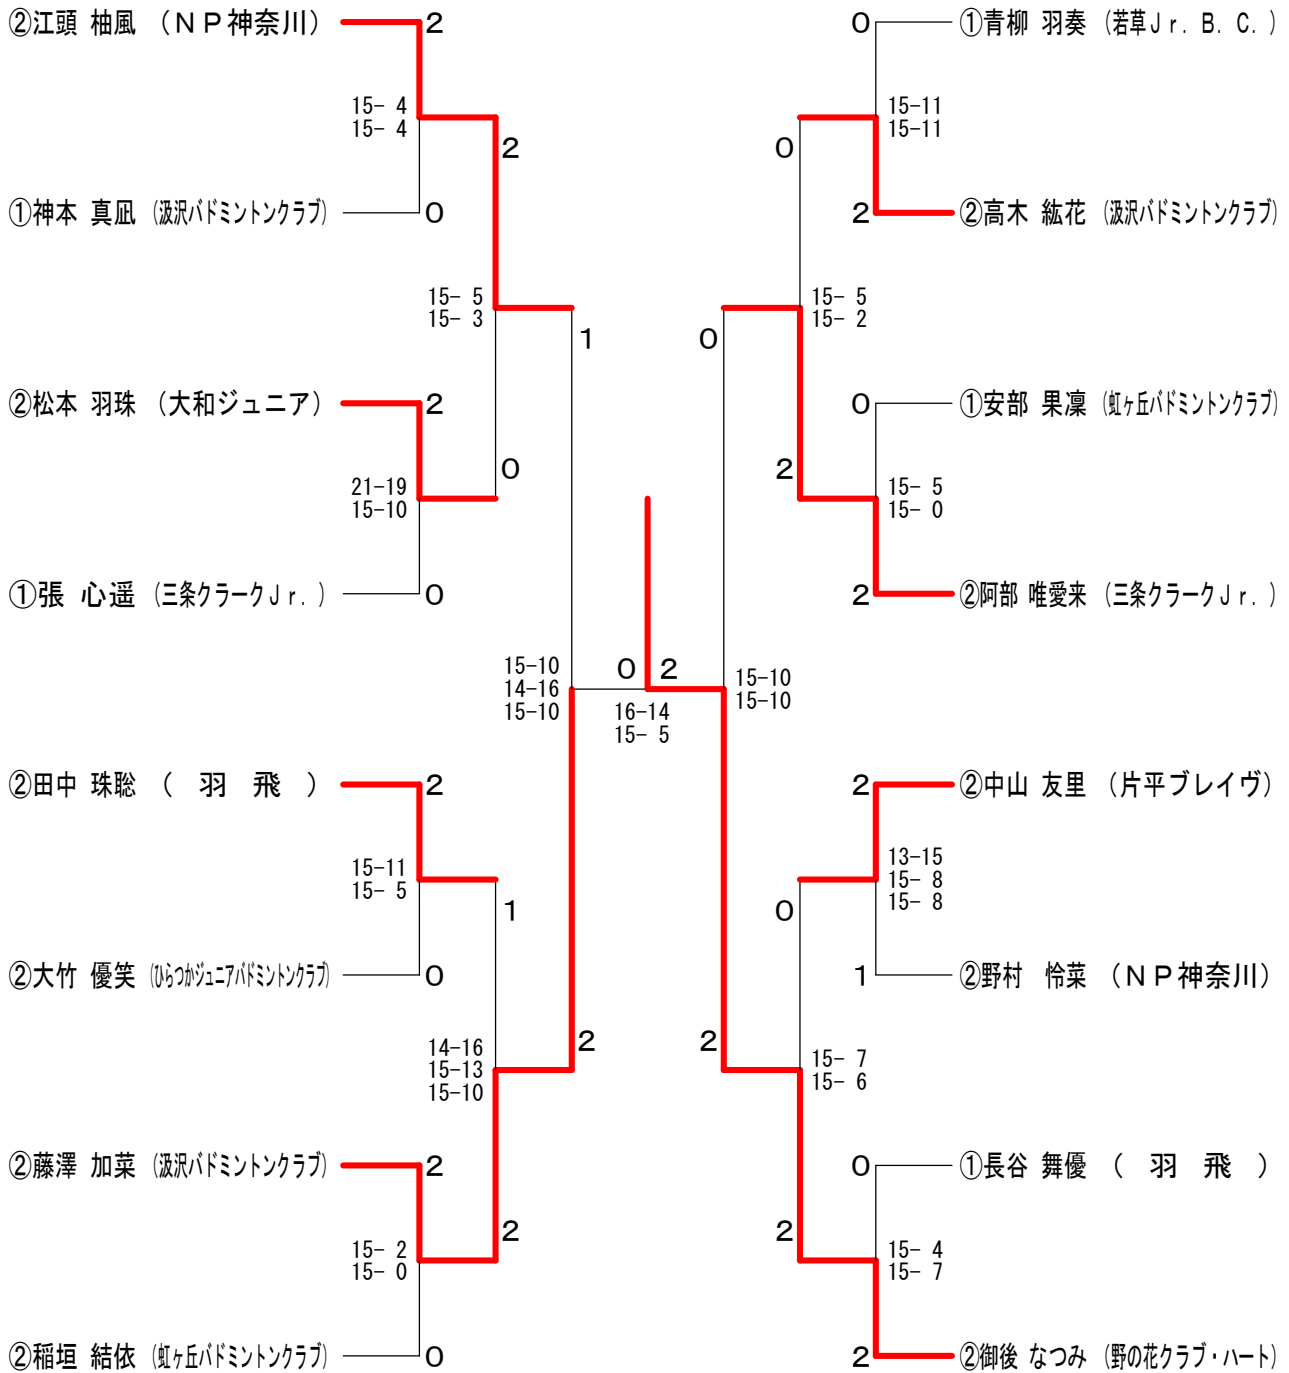 ②江頭 柚風 （ＮＰ神奈川） 2
15- 4
15- 4
2
①神本 真凪 （汲沢バドミントンクラブ） 0
15- 5
15- 3
1
②松本 羽珠 （大和ジュニア） 2
0
21-19
15-10
①張 心遥 （三条クラークＪｒ．） 0
15-10
14-16
15-10
②田中 珠聡 （ 羽 飛 ） 2
15-11
15- 5
1
②大竹 優笑 （ひらつかジュニアバドミントンクラブ） 0
14-16
15-13
15-10
2
②藤澤 加菜 （汲沢バドミントンクラブ） 2
2
15- 2
15- 0
②稲垣 結依 （虹ヶ丘バドミントンクラブ） 0
0 2
16-14
15- 5
0 ①青柳 羽奏 （若草Ｊｒ．Ｂ．Ｃ．）
15-11
15-11
0
2 ②高木 紘花 （汲沢バドミントンクラブ）
15- 5
15- 2
0
0 ①安部 果凜 （虹ヶ丘バドミントンクラブ）
2
15- 5
15- 0
2 ②阿部 唯愛来 （三条クラークＪｒ．）
15-10
15-10
2 ②中山 友里 （片平ブレイヴ）
13-15
15- 8
15- 8
0
1 ②野村 怜菜 （ＮＰ神奈川）
2
15- 7
15- 6
0 ①長谷 舞優 （ 羽 飛 ）
2
15- 4
15- 7
2 ②御後 なつみ （野の花クラブ・ハート）